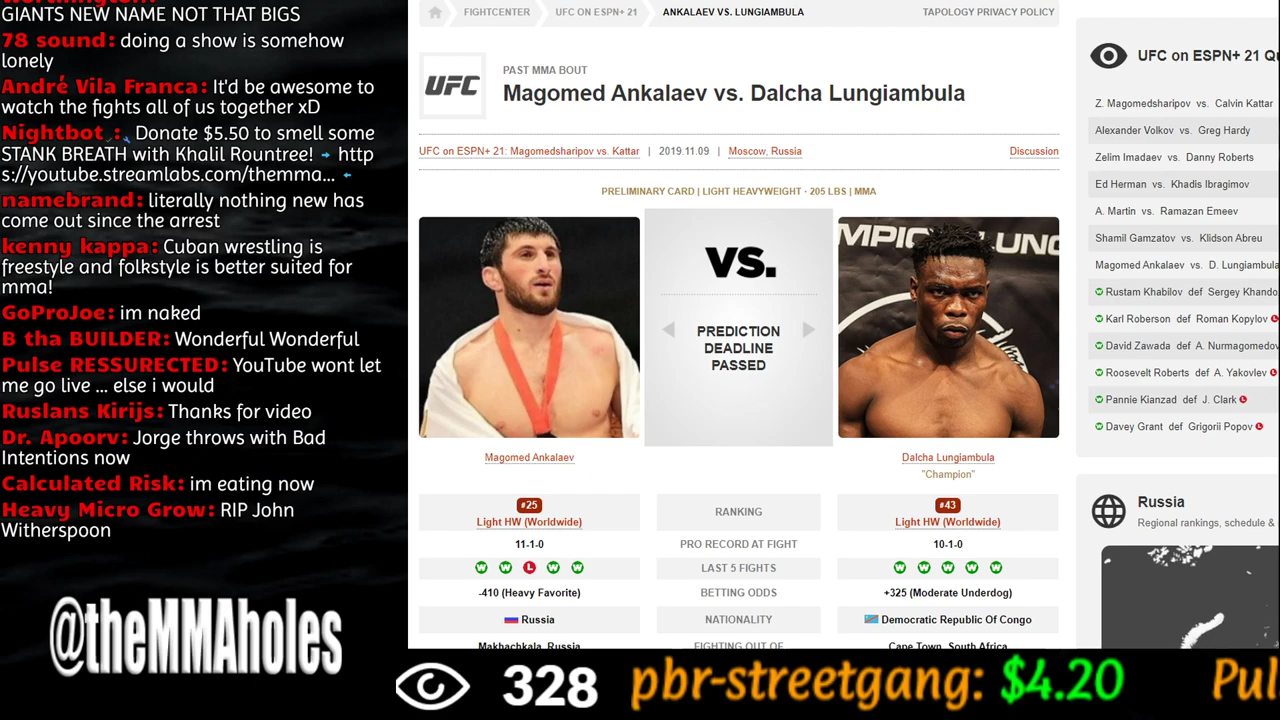 worthington:
GIANTS NEW NAME NOT THAT BIGS
78 sound: doing a show is somehow
lonely
André Vila Franca: It'd be awesome to
watch the fights all of us together xD
Nightbot : Donate $5.50 to smell some
STANK BREATH with Khalil Rountree! → http
s://youtube.streamlabs.com/themma... ←
namebrand: literally nothing new has
come out since the arrest
kenny kappa: Cuban wrestling is
freestyle and folkstyle is better suited for
mma!
GoProJoe: im naked
B tha BUILDER: Wonderful Wonderful
Pulse RESSURECTED: YouTube wont let
me go live ... else i would
Ruslans Kirijs: Thanks for video
Dr. Apoorv: Jorge throws with Bad
Intentions now
Calculated Risk: im eating now
Heavy Micro Grow: RIP John
Witherspoon
@theMMAholes
FIGHTCENTER UFC ON ESPN+ 21 ANKALAEV VS. LUNGIAMBULA TAPOLOGY PRIVACY POLICY
UFC
PAST MMA BOUT
Magomed Ankalaev vs. Dalcha Lungiambula
UFC on ESPN+ 21: Magomedsharipov vs. Kattar | 2019.11.09 | Moscow, Russia Discussion
PRELIMINARY CARD | LIGHT HEAVYWEIGHT · 205 LBS | MMA
VS.
PREDICTION
DEADLINE
PASSED
Magomed Ankalaev Dalcha Lungiambula
"Champion"
#25 RANKING #43
Light HW (Worldwide) Light HW (Worldwide)
11-1-0 PRO RECORD AT FIGHT 10-1-0
W W L W W LAST 5 FIGHTS W W W W W
-410 (Heavy Favorite) BETTING ODDS +325 (Moderate Underdog)
Russia NATIONALITY Democratic Republic Of Congo
Makhachkala, Russia FIGHTING OUT OF Cape Town, South Africa
UFC on ESPN+ 21 Qu
Z. Magomedsharipov vs. Calvin Kattar
Alexander Volkov vs. Greg Hardy
Zelim Imadaev vs. Danny Roberts
Ed Herman vs. Khadis Ibragimov
A. Martin vs. Ramazan Emeev
Shamil Gamzatov vs. Klidson Abreu
Magomed Ankalaev vs. D. Lungiambula
W Rustam Khabilov def Sergey Khando
W Karl Roberson def Roman Kopylov L
W David Zawada def A. Nurmagomedov
W Roosevelt Roberts def A. Yakovlev L
W Pannie Kianzad def J. Clark L
W Davey Grant def Grigorii Popov L
Russia
Regional rankings, schedule &
328 pbr-streetgang: $4.20 Pul